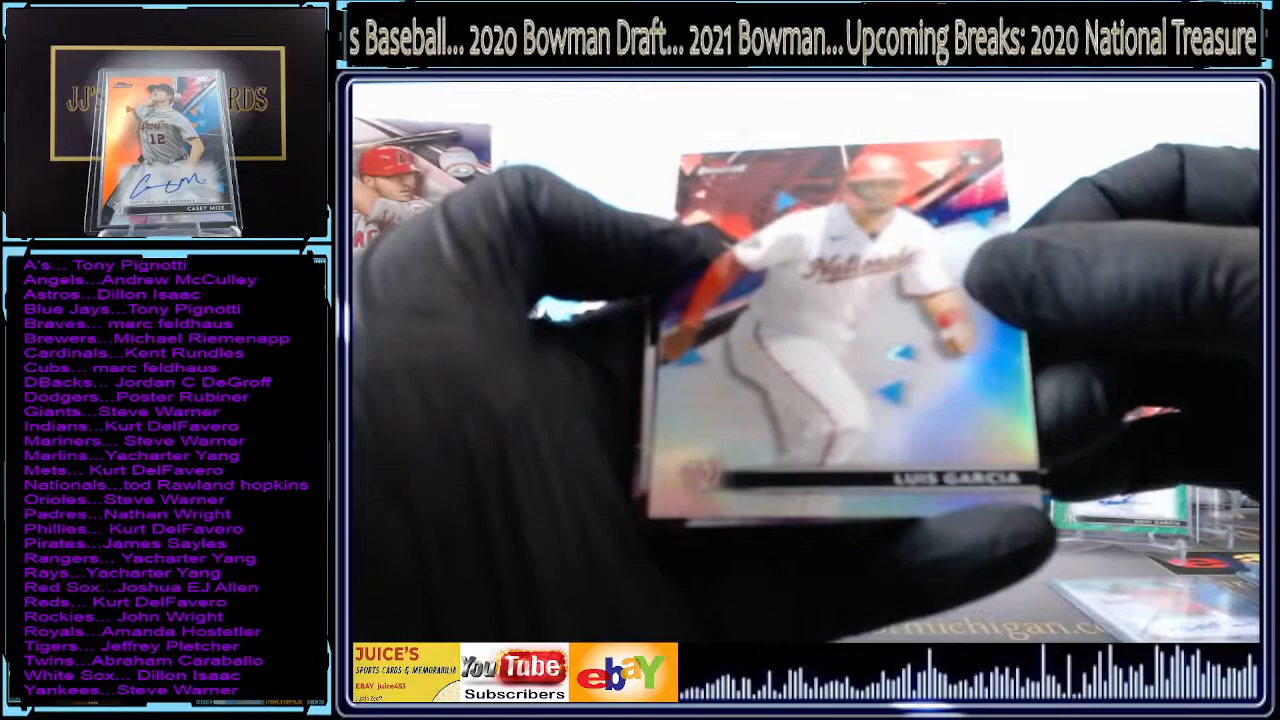 s Baseball... 2020 Bowman Draft... 2021 Bowman... Upcoming Breaks: 2020 National Treasure
JJ'S
RDS
Detroit
12
CASEY MIZE
A's... Tony Pignotti
Angels...Andrew McCulley
Astros...Dillon Isaac
Blue Jays...Tony Pignotti
Braves... marc feldhaus
Brewers...Michael Riemenapp
Cardinals...Kent Rundles
Cubs... marc feldhaus
DBacks... Jordan C DeGroff
Dodgers...Poster Rubiner
Giants...Steve Warner
Indians...Kurt DelFavero
Mariners... Steve Warner
Marlins...Yacharter Yang
Mets... Kurt DelFavero
Nationals...tod Rawland hopkins
Orioles...Steve Warner
Padres...Nathan Wright
Phillies... Kurt DelFavero
Pirates...James Sayles
Rangers... Yacharter Yang
Rays...Yacharter Yang
Red Sox...Joshua EJ Allen
Reds... Kurt DelFavero
Rockies... John Wright
Royals...Amanda Hostetler
Tigers... Jeffrey Pletcher
Twins...Abraham Caraballo
White Sox... Dillon Isaac
Yankees...Steve Warner
Nationals
LUIS GARCIA
michigan.c
JUICE'S
SPORTS CARDS & MEMORABILIA
EBAY juice453
YouTube
Subscribers
ebay